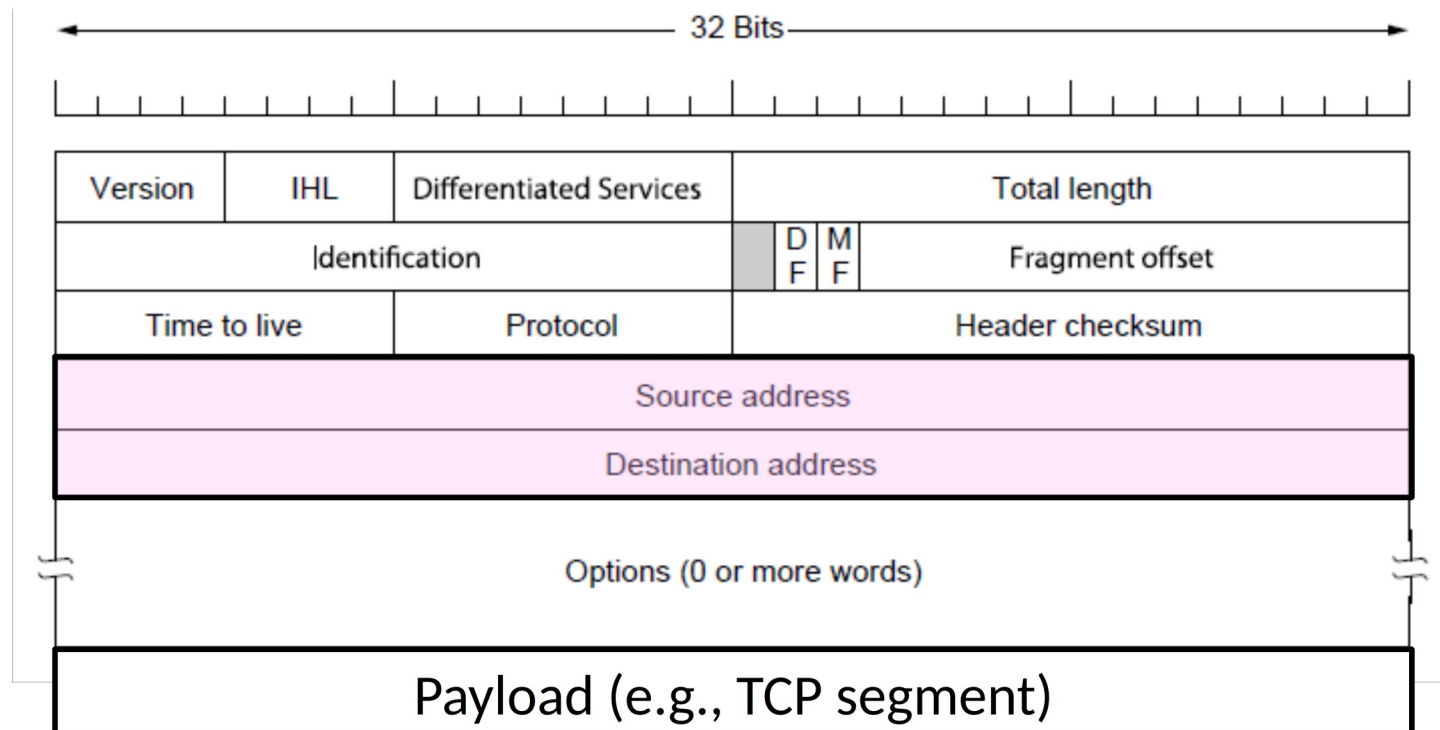 32 Bits
Version IHL Differentiated Services Total length
Identification D F M F Fragment offset
Time to live Protocol Header checksum
Source address
Destination address
Options (0 or more words)
Payload (e.g., TCP segment)